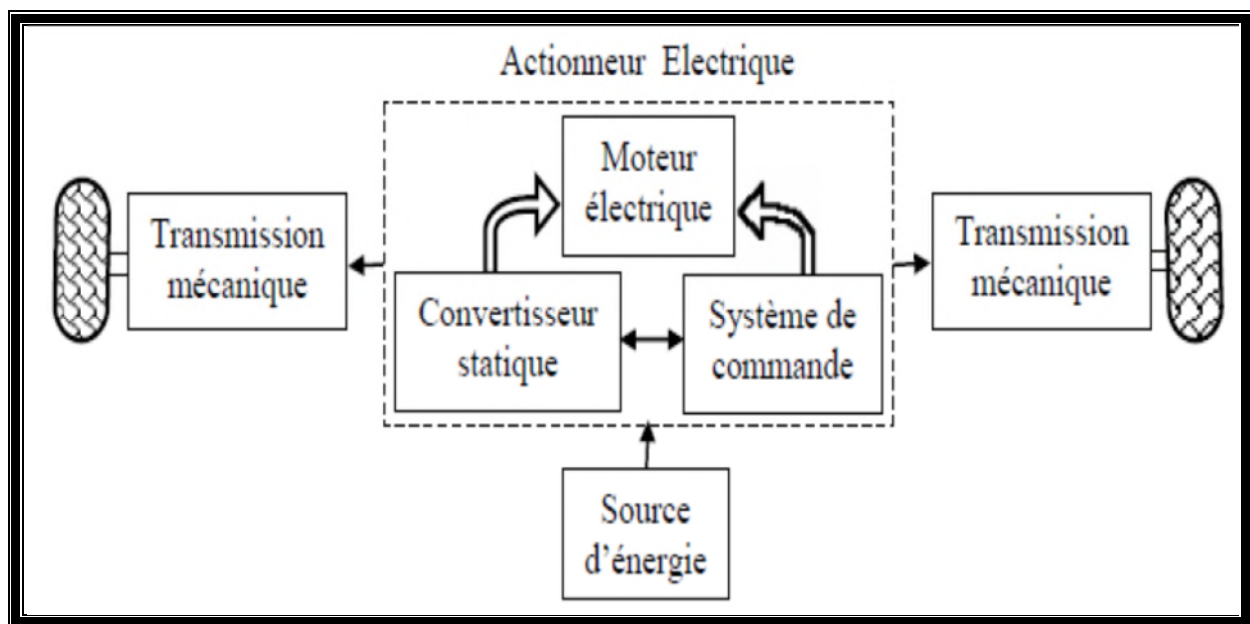 Actionneur Electrique
Moteur
électrique
Transmission
mécanique
Transmission
mécanique
Convertisseur
statique
Système de
commande
Source
d'énergie